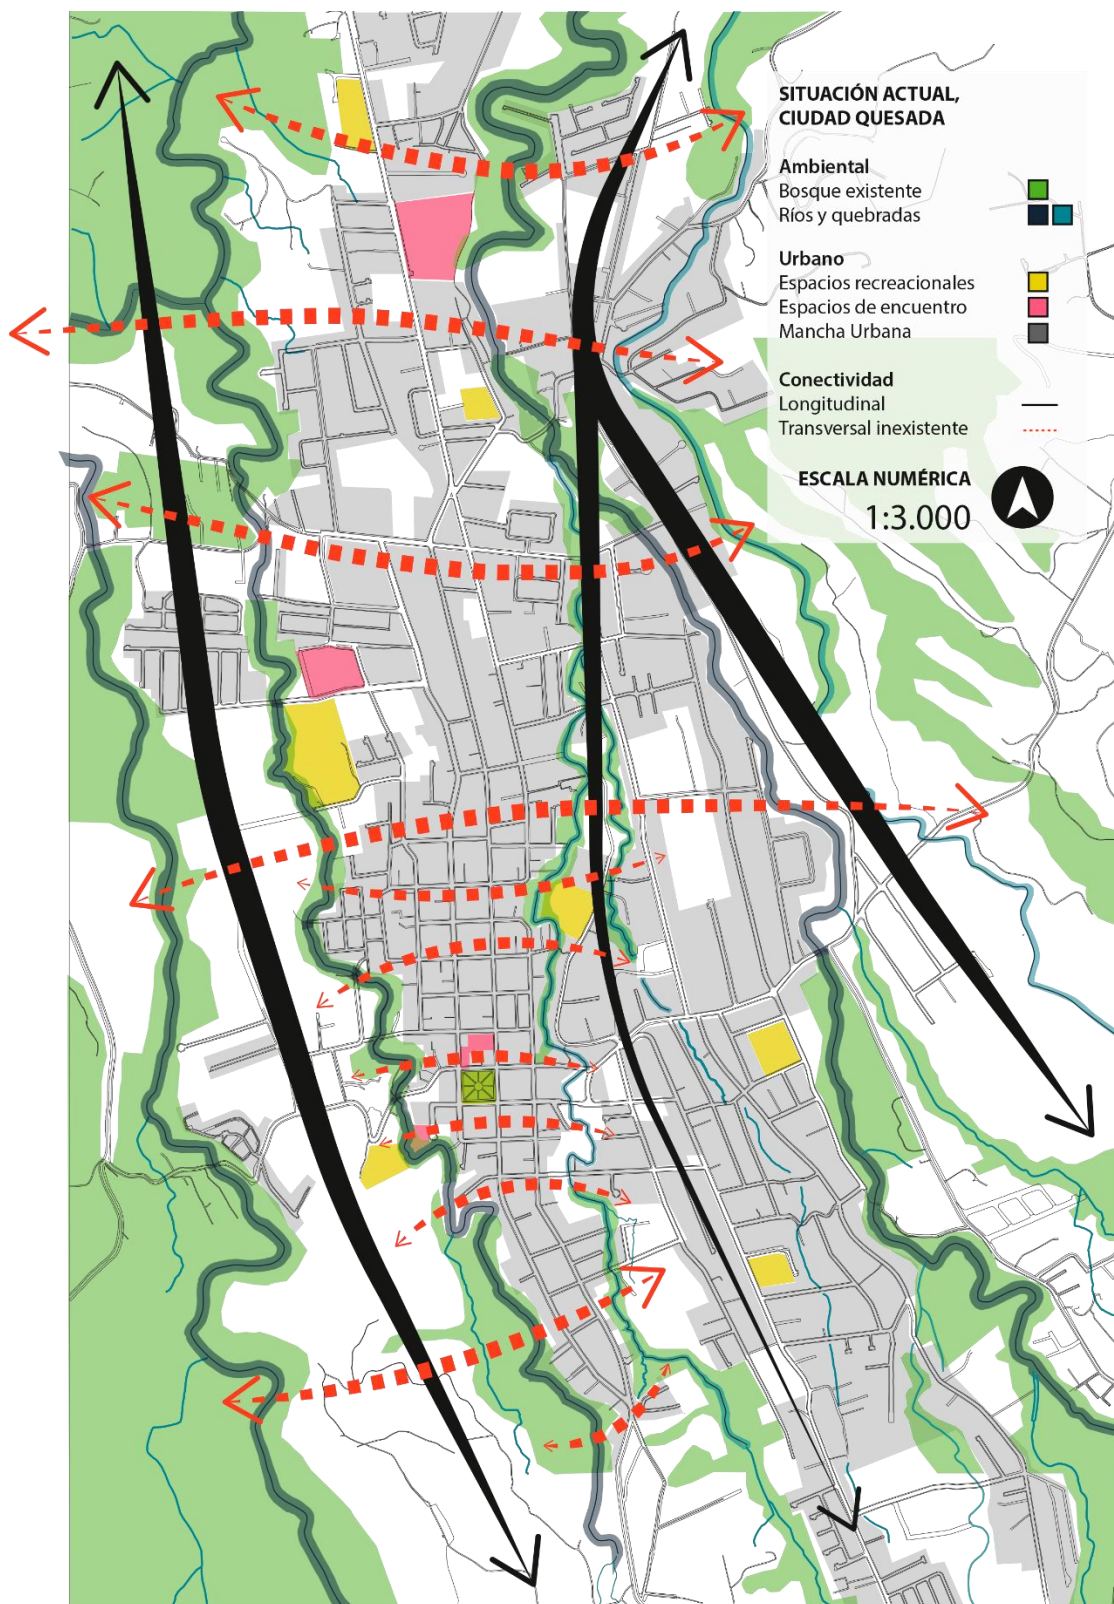 SITUACIÓN ACTUAL,
CIUDAD QUESADA
Ambiental
Bosque existente
Ríos y quebradas
Urbano
Espacios recreacionales
Espacios de encuentro
Mancha Urbana
Conectividad
Longitudinal
Transversal inexistente
ESCALA NUMÉRICA
1:3.000